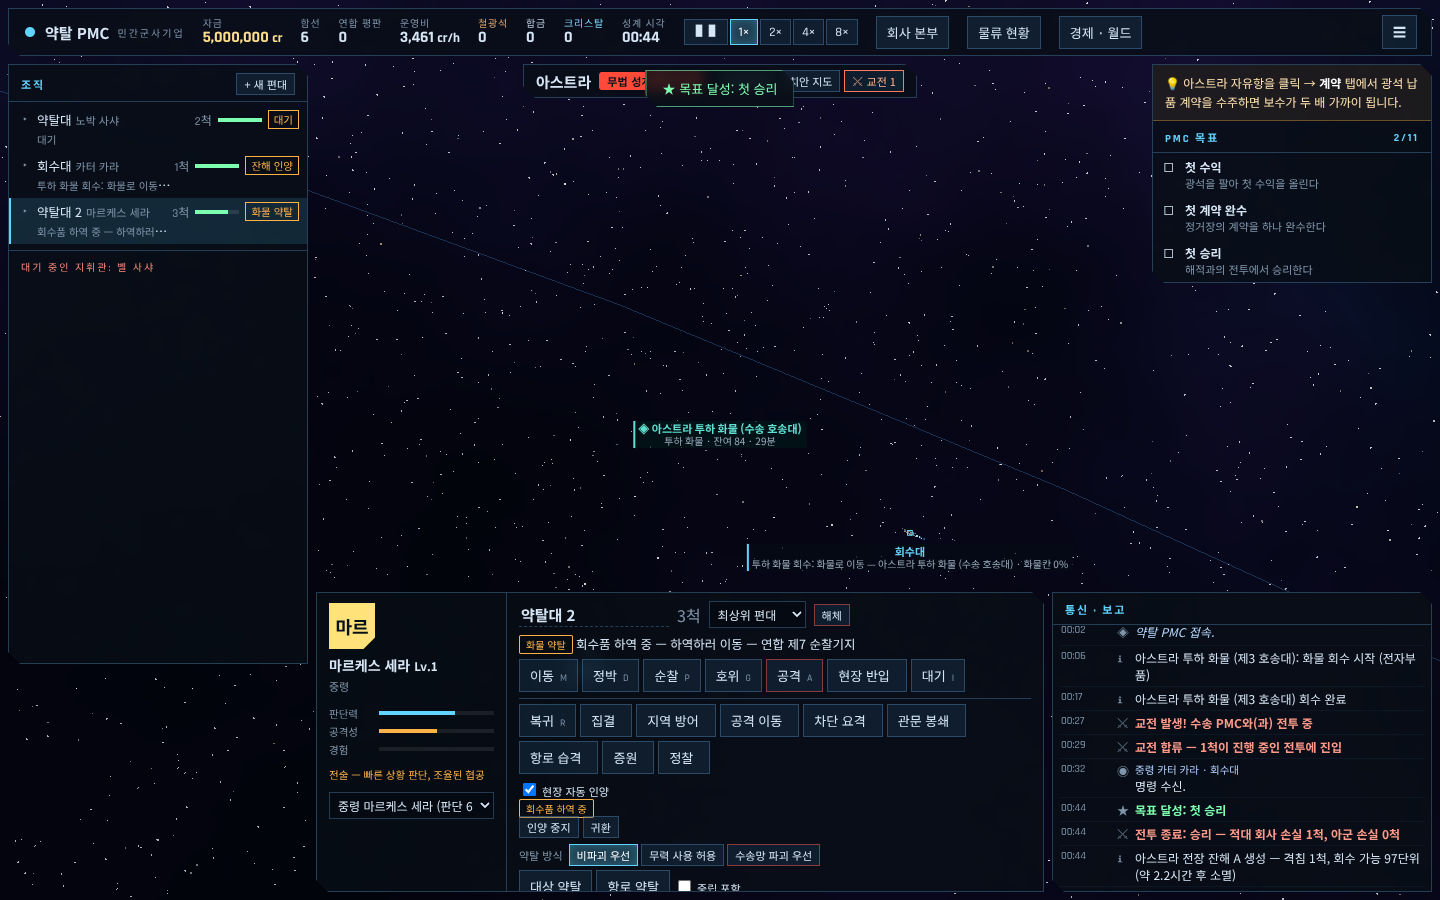 약탈 PMC 민간군사기업
자금 5,000,000 cr
함선 6
연합 평판 0
운영비 3,461 cr/h
철광석 0
합금 0
크리스탈 0
성계 시각 00:44
❚❚ 1× 2× 4× 8×
회사 본부
물류 현황
경제 · 월드
☰
조직
+ 새 편대
약탈대 노박 사샤 2척 대기
대기
회수대 카터 카라 1척 잔해 인양
투하 화물 회수: 화물로 이동…
약탈대 2 마르케스 세라 3척 화물 약탈
회수품 하역 중 — 하역하러…
대기 중인 지휘관: 벨 사샤
아스트라 무법 성 치안 지도 ⚔ 교전 1
★ 목표 달성: 첫 승리
💡 아스트라 자유항을 클릭 → 계약 탭에서 광석 납
품 계약을 수주하면 보수가 두 배 가까이 됩니다.
PMC 목표 2/11
☐ 첫 수익
광석을 팔아 첫 수익을 올린다
☐ 첫 계약 완수
정거장의 계약을 하나 완수한다
☐ 첫 승리
해적과의 전투에서 승리한다
◈ 아스트라 투하 화물 (수송 호송대)
투하 화물 · 잔여 84 · 29분
회수대
투하 화물 회수: 화물로 이동 — 아스트라 투하 화물 (수송 호송대) · 화물칸 0%
마르
마르케스 세라 Lv.1
중령
판단력
공격성
경험
전술 — 빠른 상황 판단, 조율된 협공
중령 마르케스 세라 (판단 6
약탈대 2 3척 최상위 편대 해체
화물 약탈 회수품 하역 중 — 하역하러 이동 — 연합 제7 순찰기지
이동 M 정박 D 순찰 P 호위 G 공격 A 현장 반입 대기 I
복귀 R 집결 지역 방어 공격 이동 차단 요격 관문 봉쇄
항로 습격 증원 정찰
현장 자동 인양
회수품 하역 중
인양 중지 귀환
약탈 방식 비파괴 우선 무력 사용 허용 수송망 파괴 우선
대상 약탈 항로 약탈 중립 포함
통신 · 보고
00:02 ◈ 약탈 PMC 접속.
00:06 ℹ 아스트라 투하 화물 (제3 호송대): 화물 회수 시작 (전자부
품)
00:17 ℹ 아스트라 투하 화물 (제3 호송대) 회수 완료
00:27 ⚔ 교전 발생! 수송 PMC와(과) 전투 중
00:29 ⚔ 교전 합류 — 1척이 진행 중인 전투에 진입
00:32 ◉ 중령 카터 카라 · 회수대
명령 수신.
00:44 ★ 목표 달성: 첫 승리
00:44 ⚔ 전투 종료: 승리 — 적대 회사 손실 1척, 아군 손실 0척
00:44 ℹ 아스트라 전장 잔해 A 생성 — 격침 1척, 회수 가능 97단위
(약 2.2시간 후 소멸)